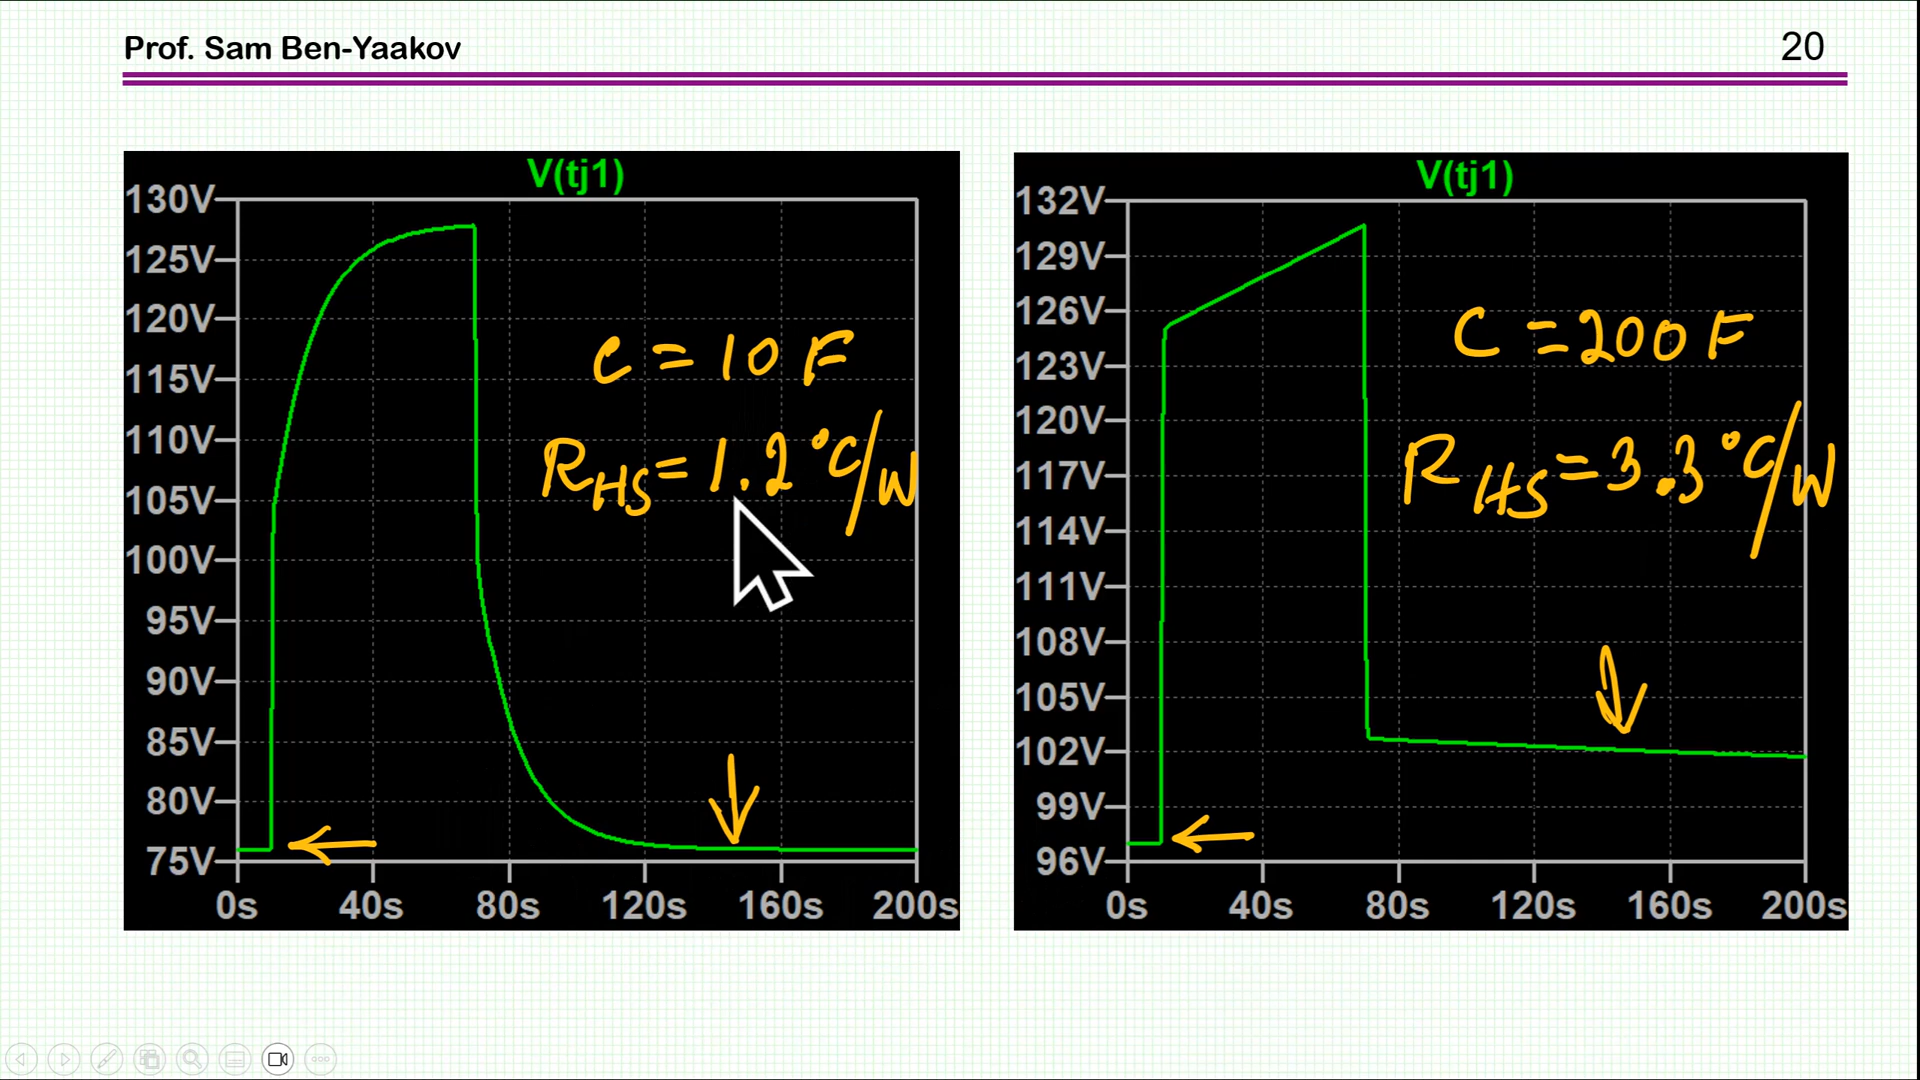 Prof. Sam Ben-Yaakov
20
V(tj1)
130V
125V
120V
115V
110V
105V
100V
95V
90V
85V
80V
75V
0s 40s 80s 120s 160s 200s
C = 10 F
RHS = 1.2 °C/W
V(tj1)
132V
129V
126V
123V
120V
117V
114V
111V
108V
105V
102V
99V
96V
0s 40s 80s 120s 160s 200s
C = 200 F
RHS = 3.3 °C/W